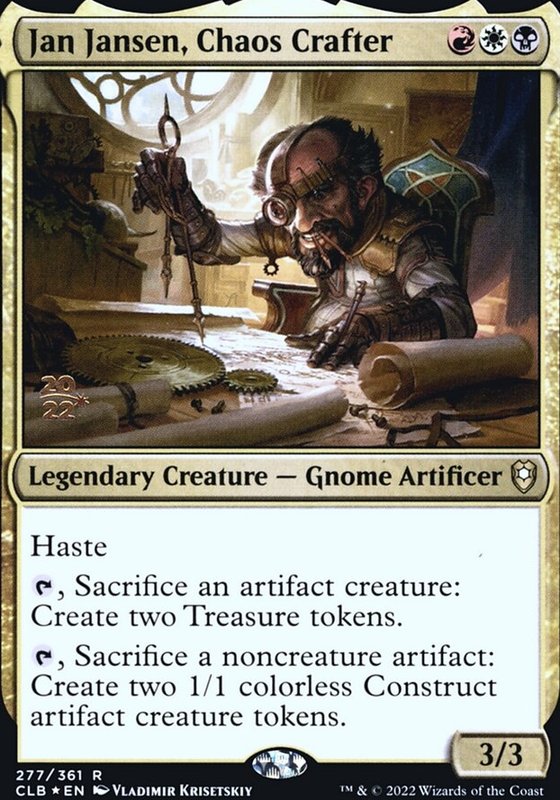 Jan Jansen, Chaos Crafter
20
22
Legendary Creature — Gnome Artificer
Haste
, Sacrifice an artifact creature:
Create two Treasure tokens.
, Sacrifice a noncreature artifact:
Create two 1/1 colorless Construct
artifact creature tokens.
3/3
277/361 R
CLB ★ EN Vladimir Krisetskiy
™ & © 2022 Wizards of the Coast